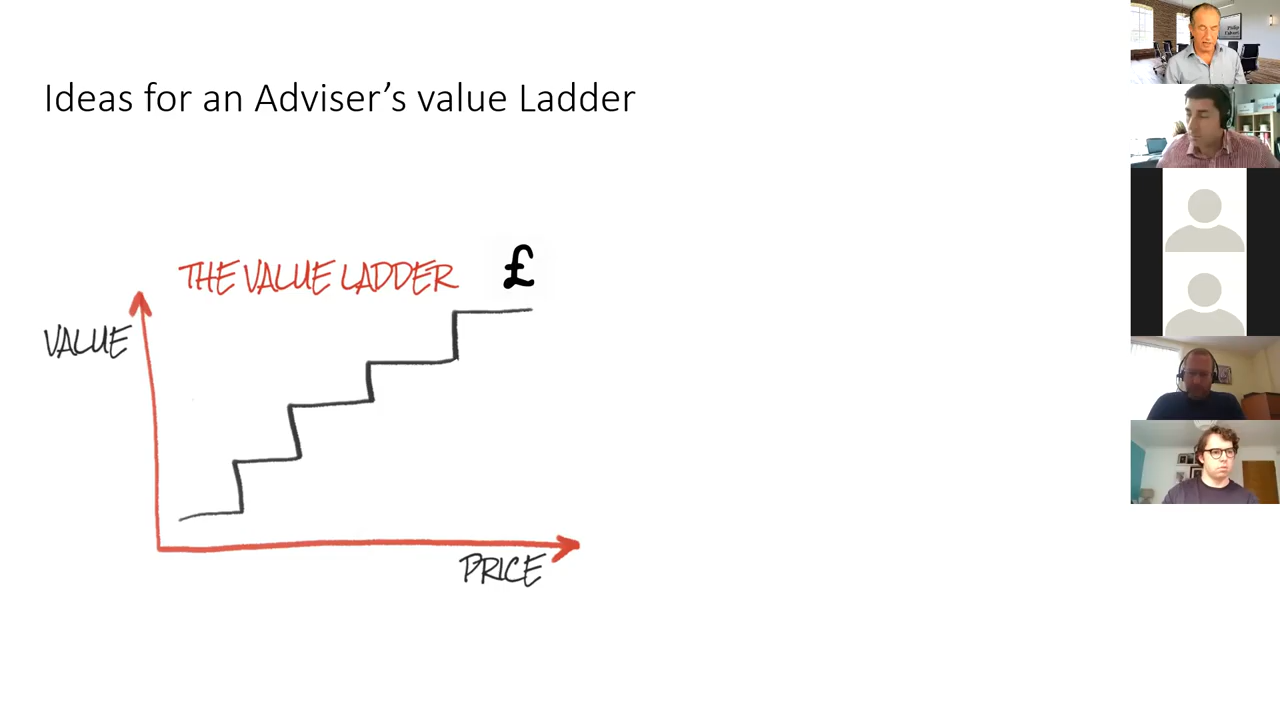 Ideas for an Adviser’s value Ladder
THE VALUE LADDER £
VALUE
PRICE